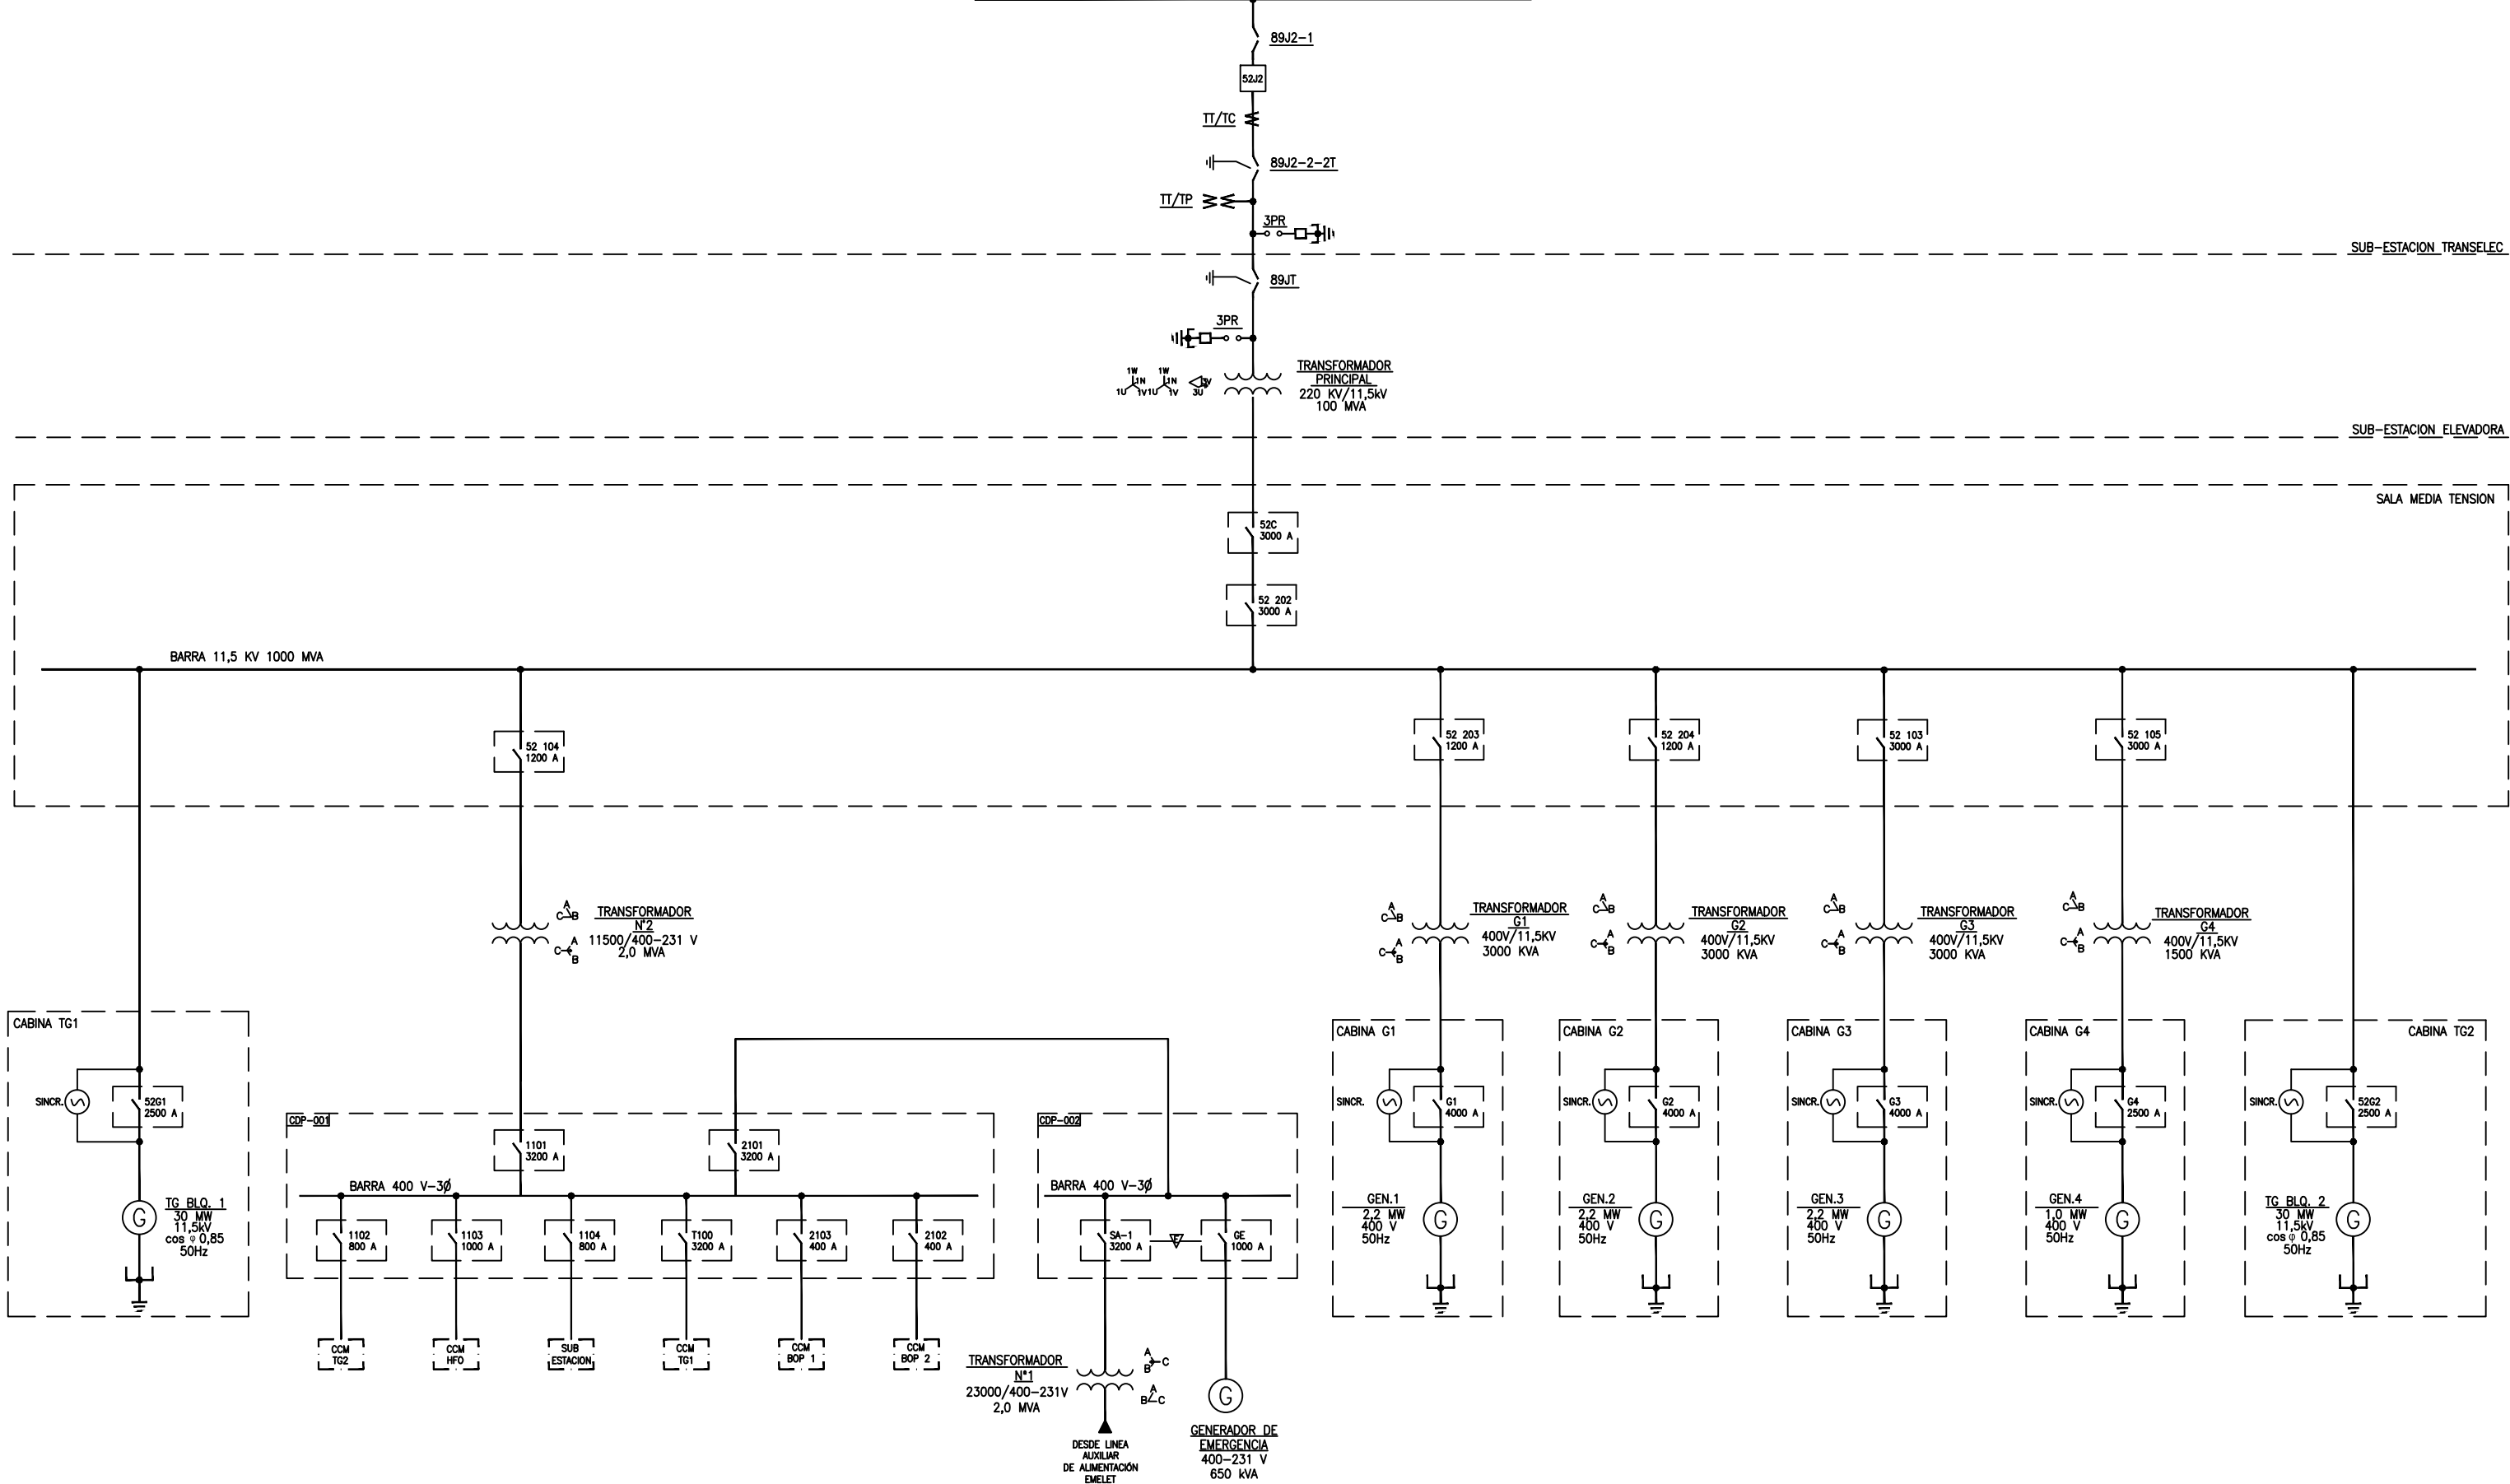 89J2-1
52J2
TT/TC
89J2-2-2T
TT/TP
3PR
SUB-ESTACION TRANSELEC
89JT
3PR
TRANSFORMADOR
PRINCIPAL
220 KV/11,5kV
100 MVA
1W
1N
1U
1V
1W
1N
1U
1V
3U
SUB-ESTACION ELEVADORA
SALA MEDIA TENSION
52C
3000 A
52 202
3000 A
BARRA 11,5 KV 1000 MVA
52 104
1200 A
52 203
1200 A
52 204
1200 A
52 103
3000 A
52 105
3000 A
A
C B
TRANSFORMADOR
N°2
11500/400-231 V
2,0 MVA
A
C
B
A
C B
TRANSFORMADOR
G1
400V/11,5KV
3000 KVA
A
C
B
A
C B
TRANSFORMADOR
G2
400V/11,5KV
3000 KVA
A
C
B
A
C B
TRANSFORMADOR
G3
400V/11,5KV
3000 KVA
A
C
B
A
C B
TRANSFORMADOR
G4
400V/11,5KV
1500 KVA
A
C
B
CABINA TG1
SINCR.
52G1
2500 A
TG BLQ. 1
30 MW
11,5kV
cos φ 0,85
50Hz
G
CDP-001
1101
3200 A
2101
3200 A
BARRA 400 V-3Ø
1102
800 A
1103
1000 A
1104
800 A
T100
3200 A
2103
400 A
2102
400 A
CCM
TG2
CCM
HFO
SUB
ESTACION
CCM
TG1
CCM
BOP 1
CCM
BOP 2
CDP-002
BARRA 400 V-3Ø
SA-1
3200 A
E
GE
1000 A
TRANSFORMADOR
N°1
23000/400-231V
2,0 MVA
A
B C
A
B C
DESDE LINEA
AUXILIAR
DE ALIMENTACIÓN
EMELET
G
GENERADOR DE
EMERGENCIA
400-231 V
650 kVA
CABINA G1
SINCR.
G1
4000 A
GEN.1
2,2 MW
400 V
50Hz
G
CABINA G2
SINCR.
G2
4000 A
GEN.2
2,2 MW
400 V
50Hz
G
CABINA G3
SINCR.
G3
4000 A
GEN.3
2,2 MW
400 V
50Hz
G
CABINA G4
SINCR.
G4
2500 A
GEN.4
1,0 MW
400 V
50Hz
G
CABINA TG2
SINCR.
52G2
2500 A
TG BLQ. 2
30 MW
11,5kV
cos φ 0,85
50Hz
G